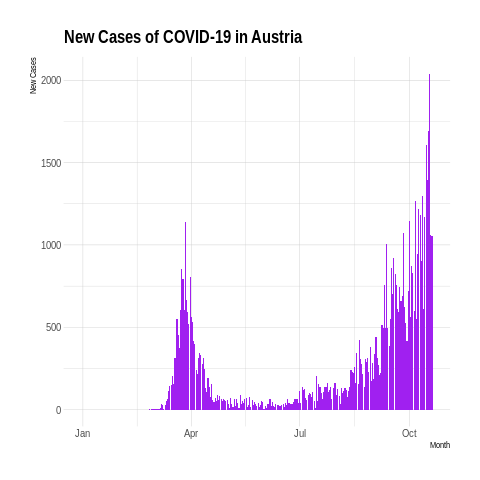 New Cases of COVID-19 in Austria
New Cases
2000
1500
1000
500
0
Jan Apr Jul Oct
Month